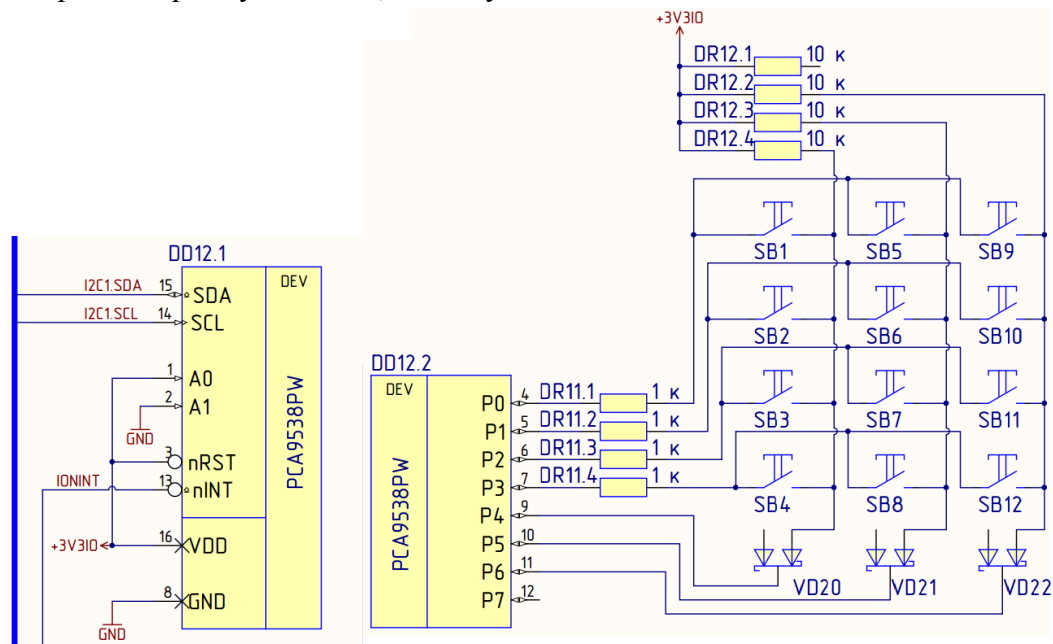 +3V3IO
DR12.1 10 к
DR12.2 10 к
DR12.3 10 к
DR12.4 10 к
SB1 SB5 SB9
SB2 SB6 SB10
SB3 SB7 SB11
SB4 SB8 SB12
VD20 VD21 VD22
DD12.1
DEV
PCA9538PW
I2C1.SDA 15 SDA
I2C1.SCL 14 SCL
1 A0
2 A1
GND
3 nRST
IONINT 13 nINT
+3V3IO 16 VDD
8 GND
GND
DD12.2
DEV
PCA9538PW
P0 4 DR11.1 1 к
P1 5 DR11.2 1 к
P2 6 DR11.3 1 к
P3 7 DR11.4 1 к
P4 9
P5 10
P6 11
P7 12